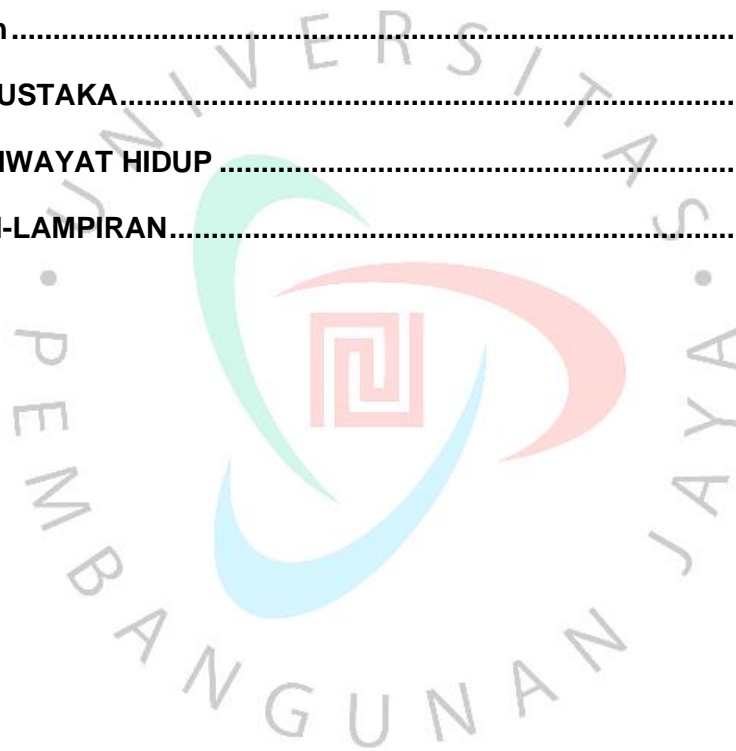 n ........................................................................................
USTAKA...........................................................................
IWAYAT HIDUP ...............................................................
I-LAMPIRAN.....................................................................
UNIVERSITAS
• PEMBANGUNAN JAYA •